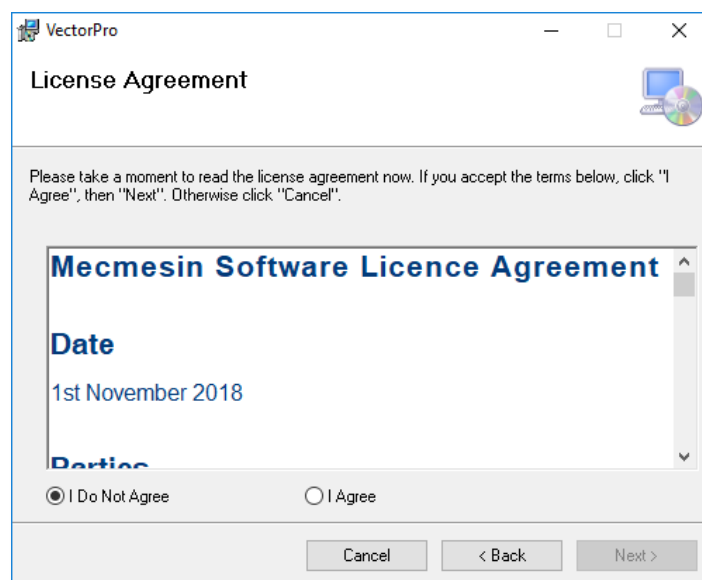 VectorPro
License Agreement
Please take a moment to read the license agreement now. If you accept the terms below, click "I
Agree", then "Next". Otherwise click "Cancel".
Mecmesin Software Licence Agreement
Date
1st November 2018
Parties
I Do Not Agree
I Agree
Cancel
< Back
Next >